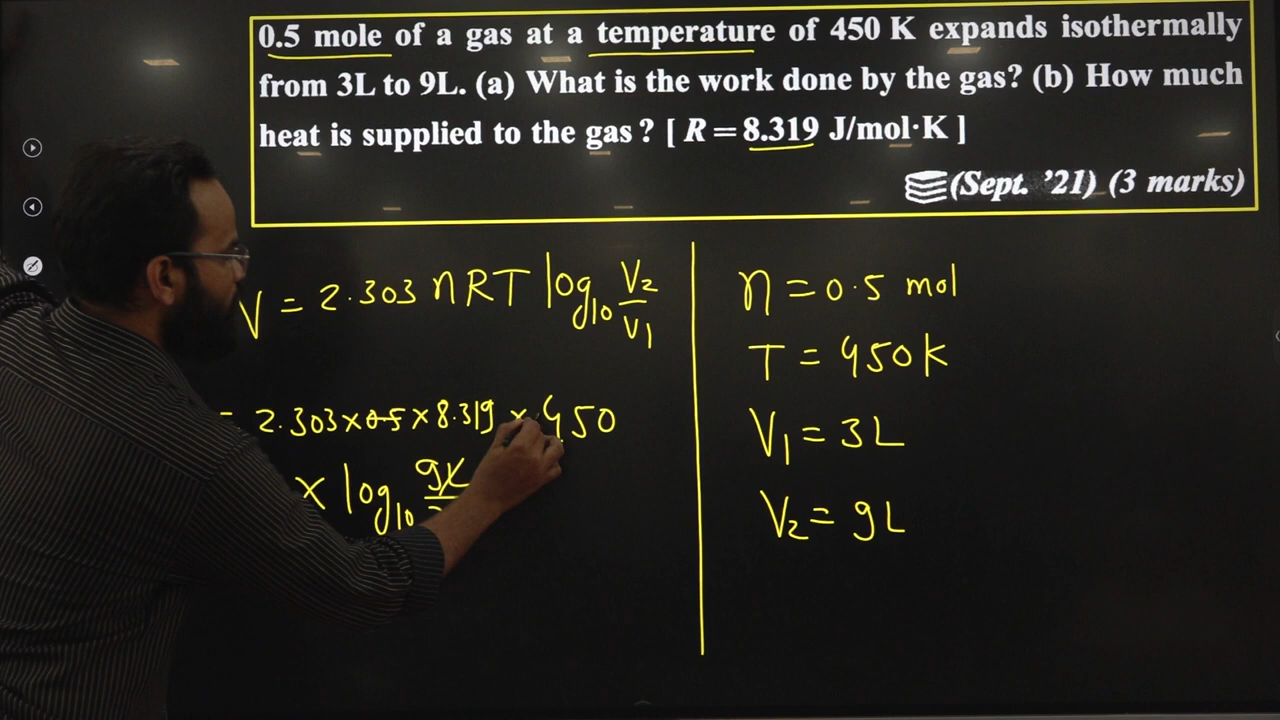 0.5 mole of a gas at a temperature of 450 K expands isothermally
from 3L to 9L. (a) What is the work done by the gas? (b) How much
heat is supplied to the gas ? [ R = 8.319 J/mol·K ]
(Sept. ’21) (3 marks)
= 2.303 nRT log₁₀ V₂/V₁
= 2.303 × 0.5 × 8.319 × 450
× log₁₀ 9L
n = 0.5 mol
T = 450K
V₁ = 3L
V₂ = 9L